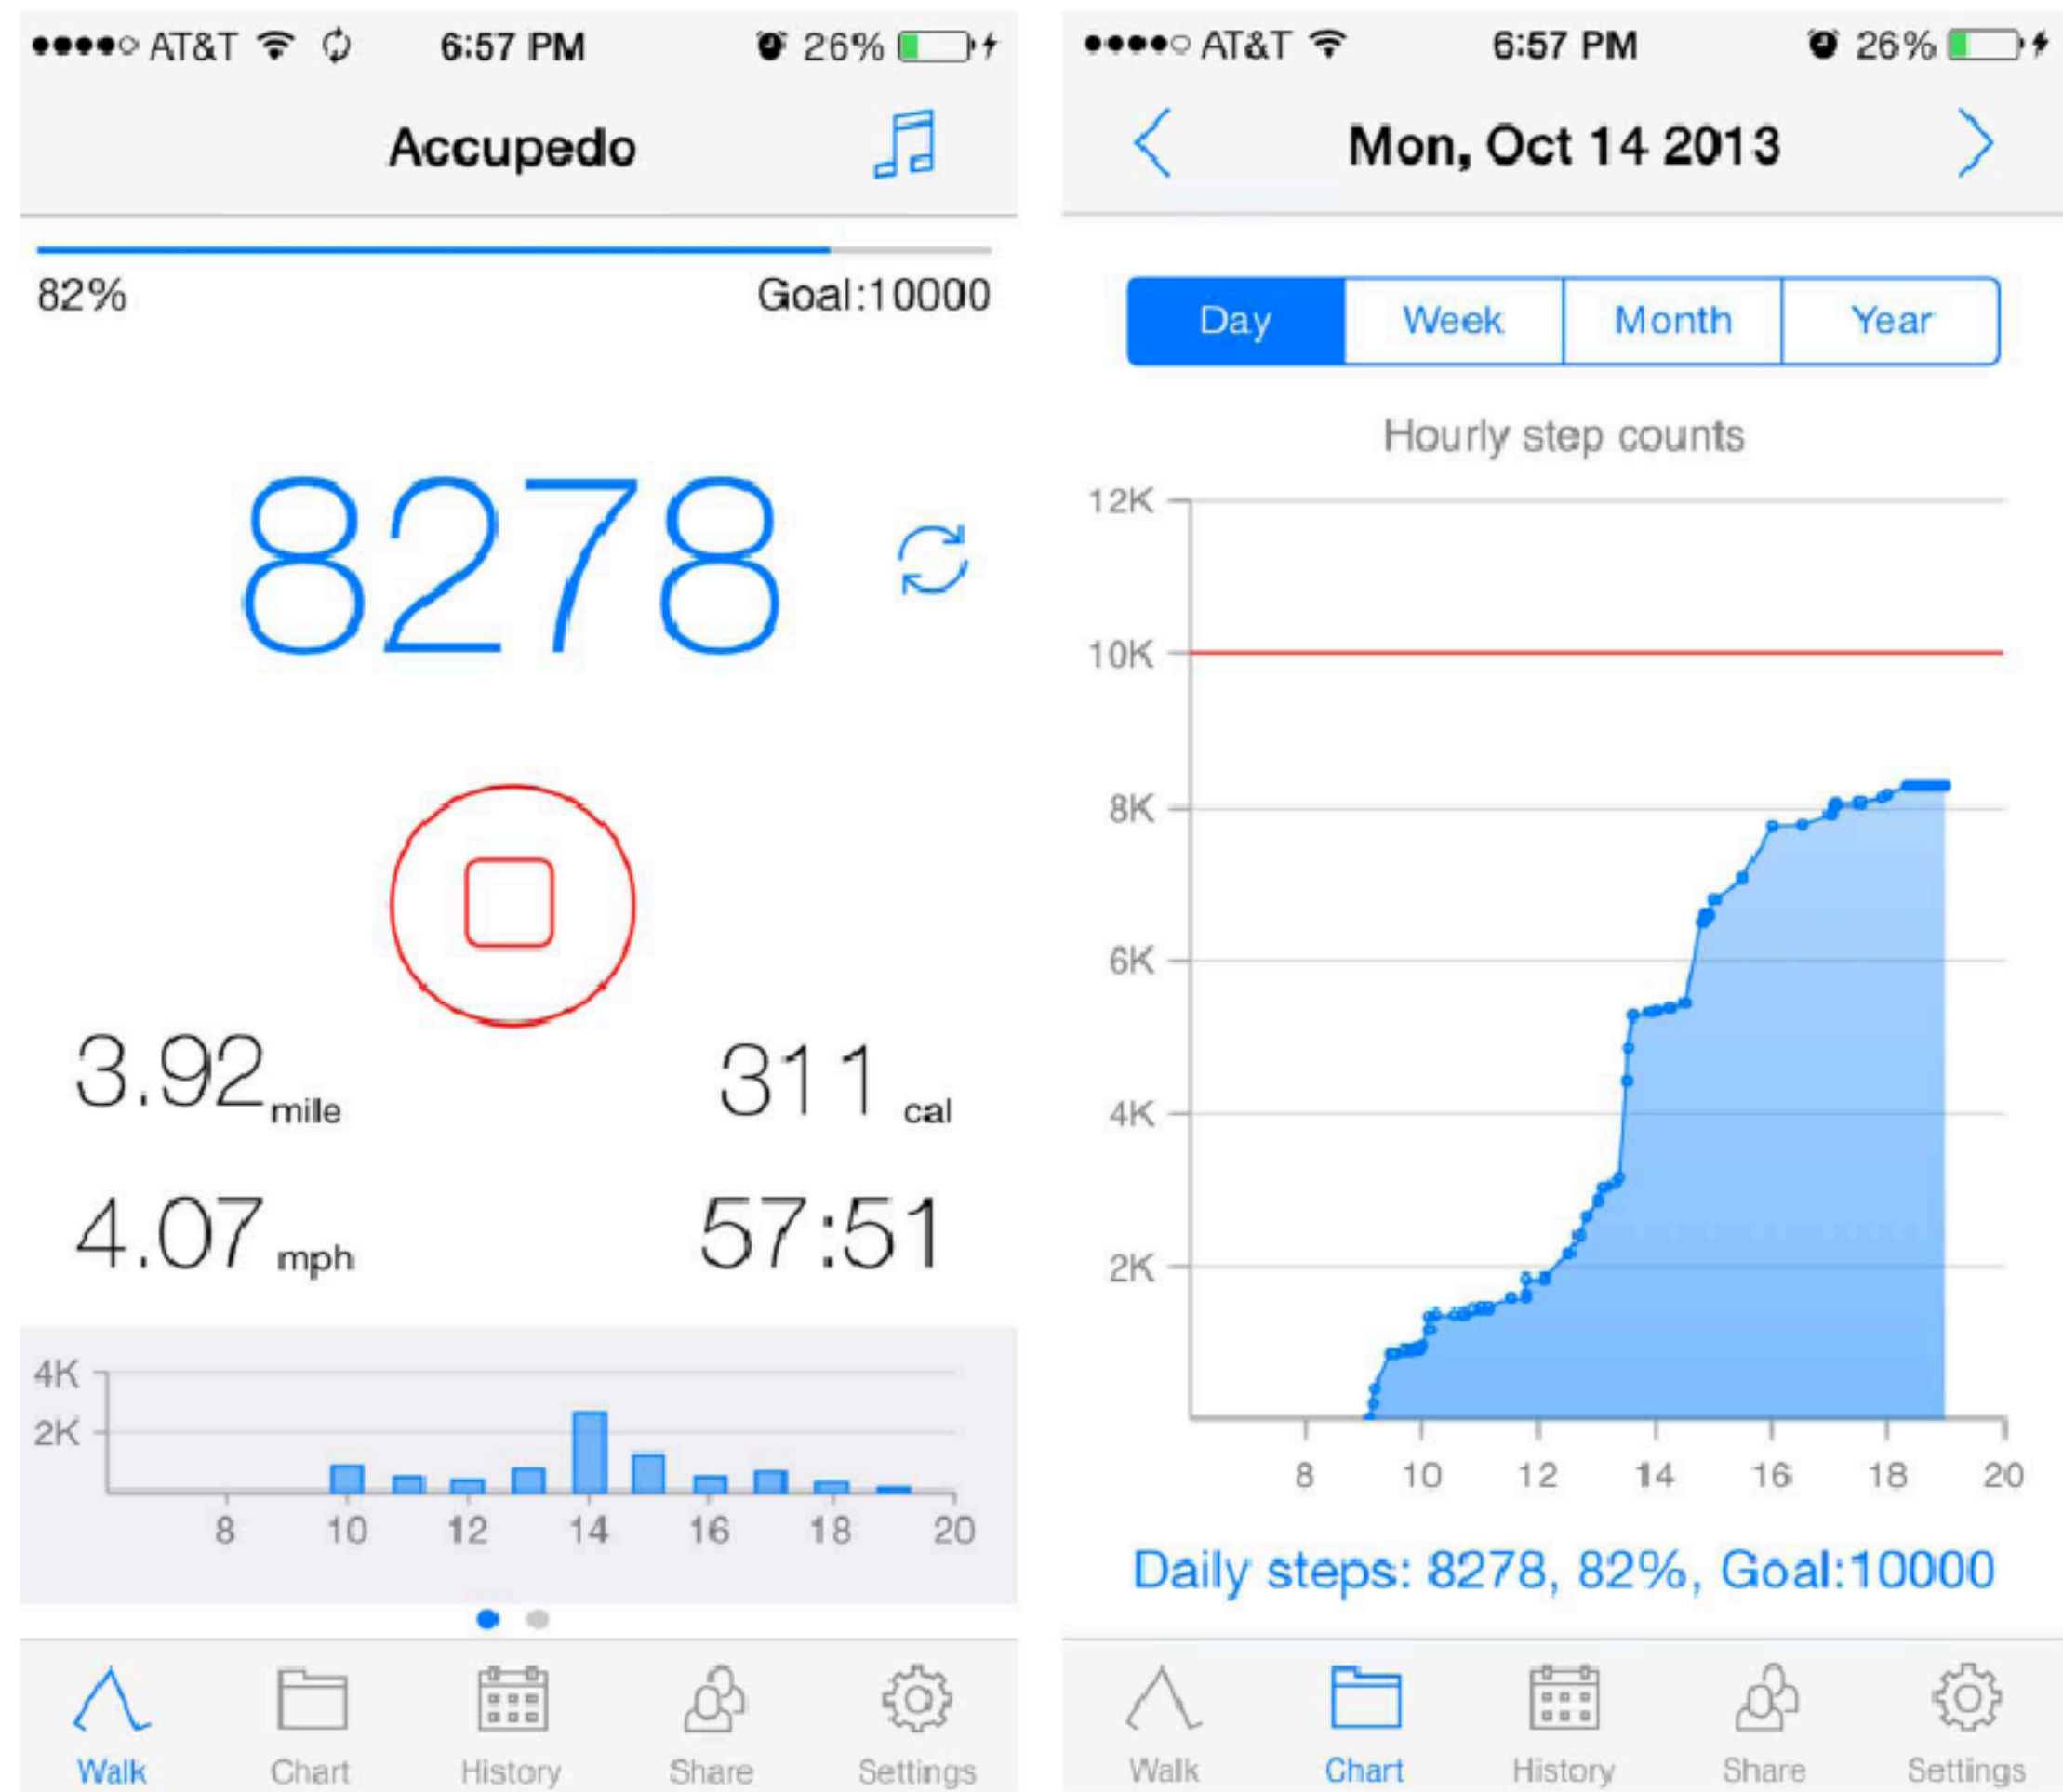 AT&T 6:57 PM 26%
Accupedo
82% Goal:10000
8278
3.92 mile 311 cal
4.07 mph 57:51
4K
2K
8 10 12 14 16 18 20
Walk Chart History Share Settings
AT&T 6:57 PM 26%
Mon, Oct 14 2013
Day Week Month Year
Hourly step counts
12K
10K
8K
6K
4K
2K
8 10 12 14 16 18 20
Daily steps: 8278, 82%, Goal:10000
Walk Chart History Share Settings